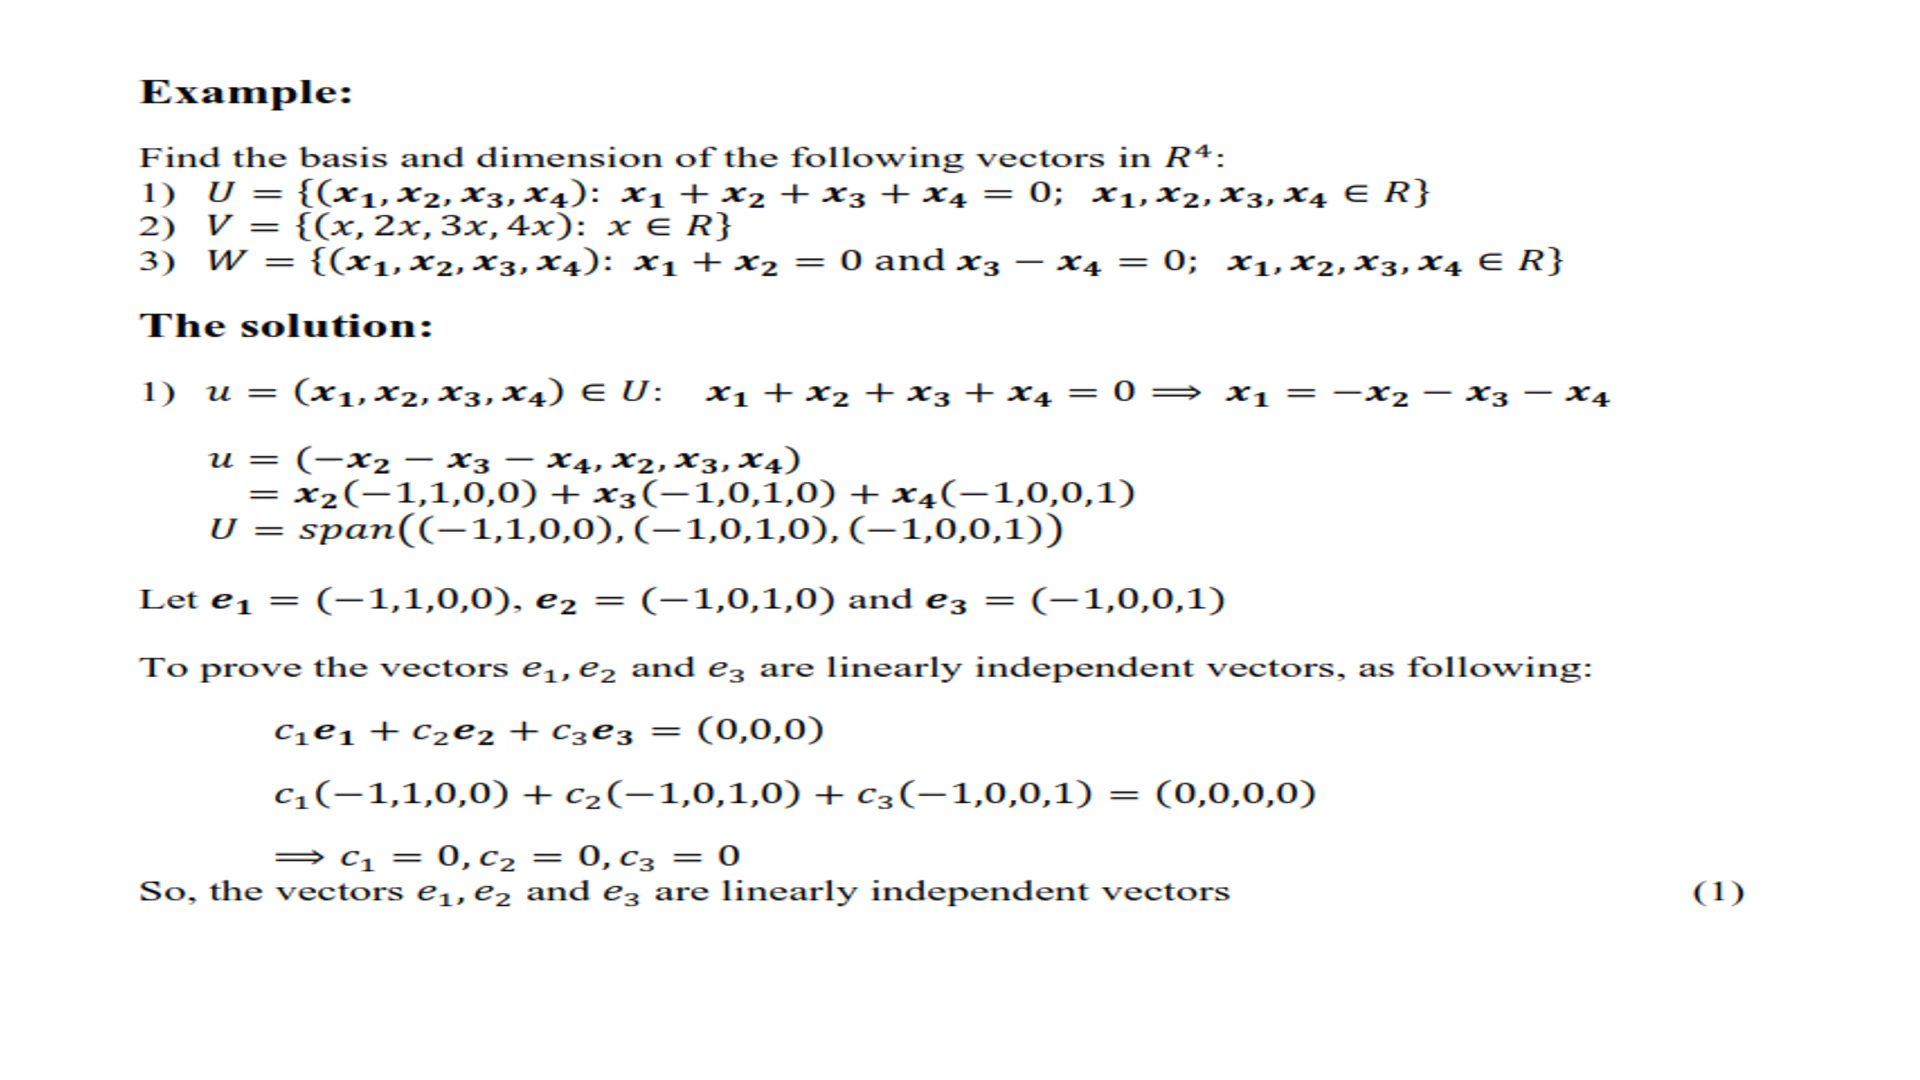 Example:
Find the basis and dimension of the following vectors in R⁴:
1) U = {(x₁, x₂, x₃, x₄): x₁ + x₂ + x₃ + x₄ = 0; x₁, x₂, x₃, x₄ ∈ R}
2) V = {(x, 2x, 3x, 4x): x ∈ R}
3) W = {(x₁, x₂, x₃, x₄): x₁ + x₂ = 0 and x₃ − x₄ = 0; x₁, x₂, x₃, x₄ ∈ R}
The solution:
1) u = (x₁, x₂, x₃, x₄) ∈ U: x₁ + x₂ + x₃ + x₄ = 0 ⟹ x₁ = −x₂ − x₃ − x₄
u = (−x₂ − x₃ − x₄, x₂, x₃, x₄)
= x₂(−1,1,0,0) + x₃(−1,0,1,0) + x₄(−1,0,0,1)
U = span((−1,1,0,0), (−1,0,1,0), (−1,0,0,1))
Let e₁ = (−1,1,0,0), e₂ = (−1,0,1,0) and e₃ = (−1,0,0,1)
To prove the vectors e₁, e₂ and e₃ are linearly independent vectors, as following:
c₁e₁ + c₂e₂ + c₃e₃ = (0,0,0)
c₁(−1,1,0,0) + c₂(−1,0,1,0) + c₃(−1,0,0,1) = (0,0,0,0)
⟹ c₁ = 0, c₂ = 0, c₃ = 0
So, the vectors e₁, e₂ and e₃ are linearly independent vectors (1)